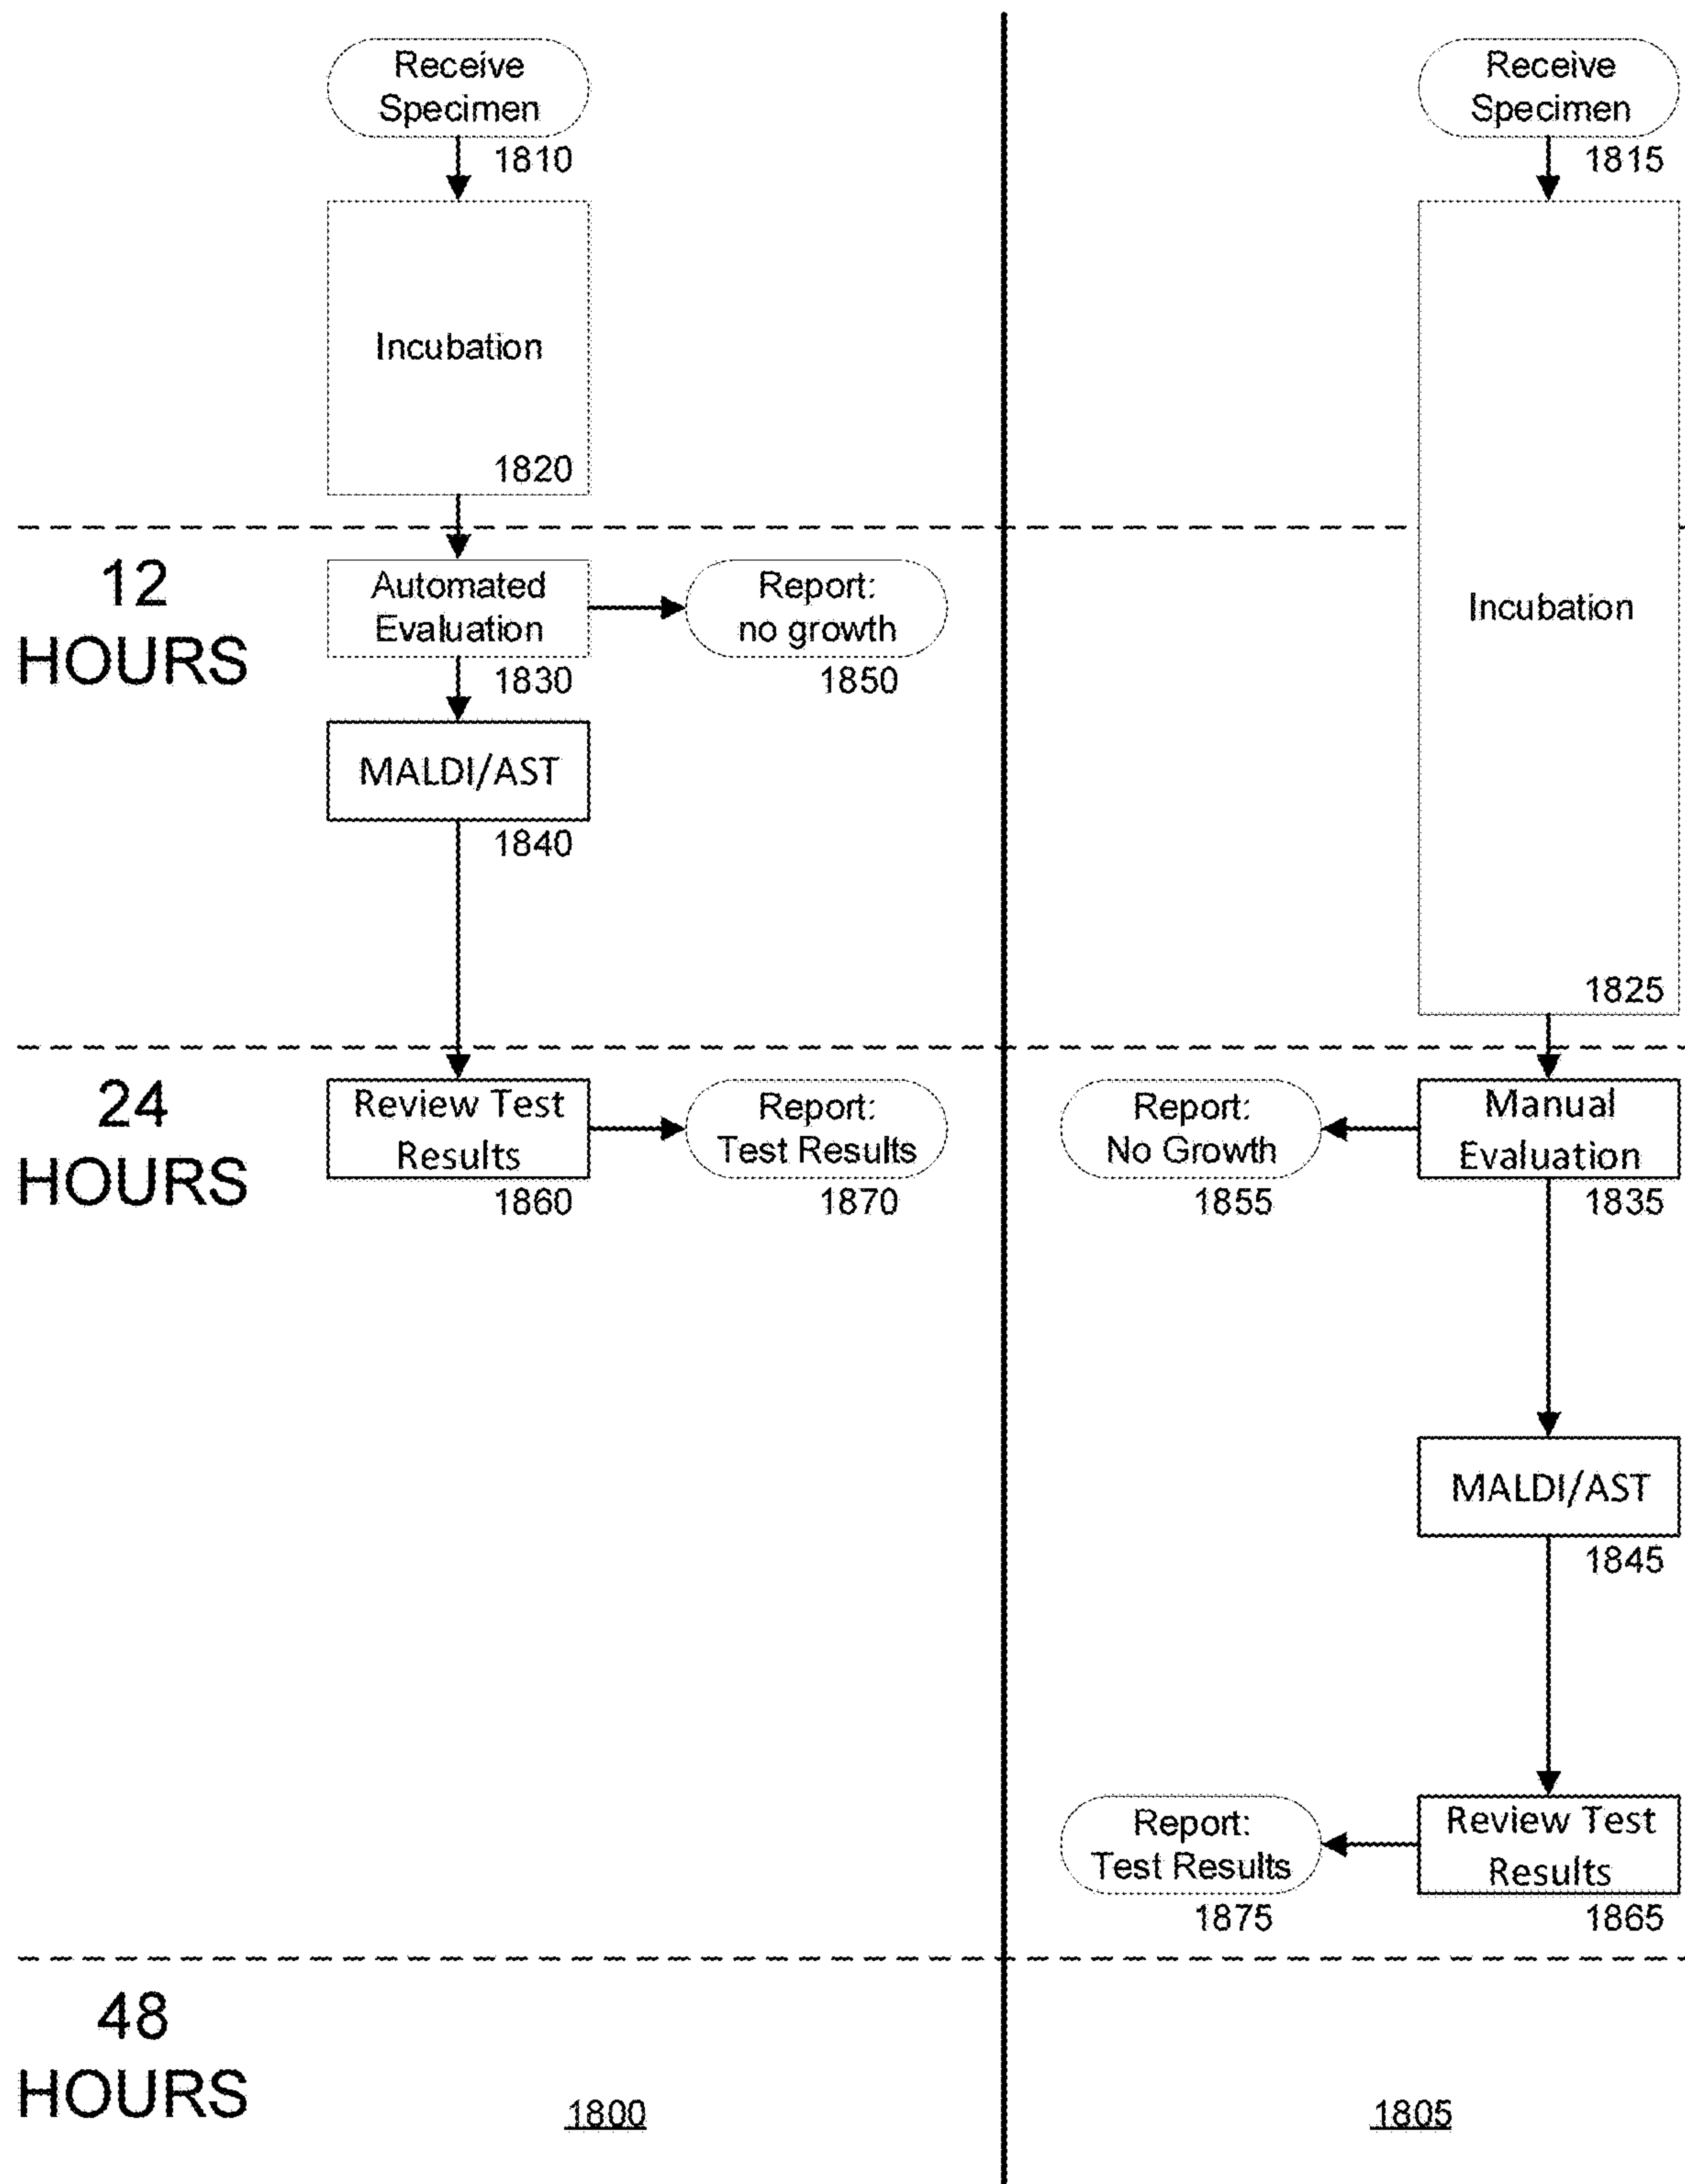 Receive
Specimen
1810
Incubation
1820
12
HOURS
Automated
Evaluation
1830
Report:
no growth
1850
MALDI/AST
1840
24
HOURS
Review Test
Results
1860
Report:
Test Results
1870
48
HOURS
1800
Receive
Specimen
1815
Incubation
1825
Manual
Evaluation
1835
Report:
No Growth
1855
MALDI/AST
1845
Review Test
Results
1865
Report:
Test Results
1875
1805